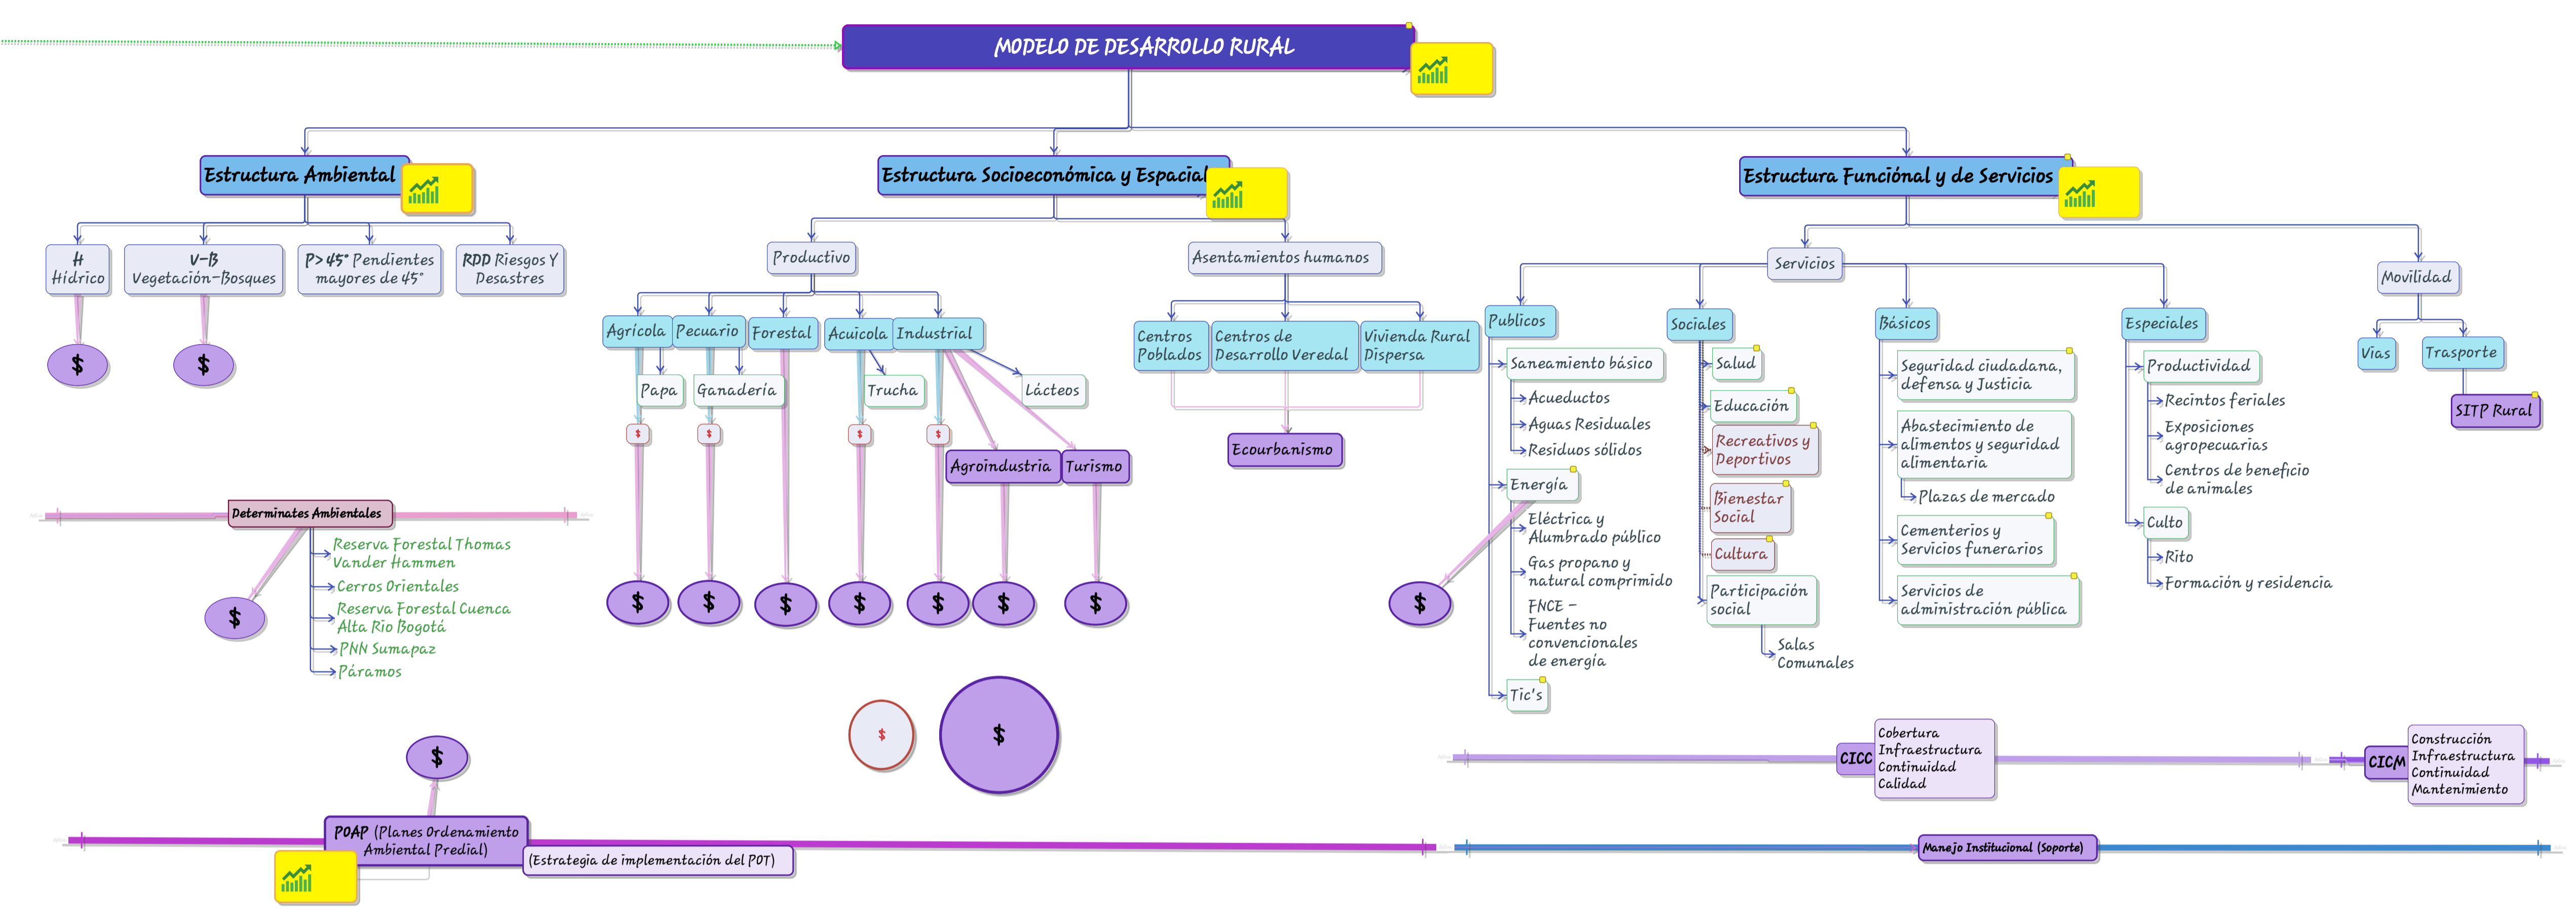 MODELO DE DESARROLLO RURAL
Estructura Ambiental
Estructura Socioeconómica y Espacial
Estructura Funciónal y de Servicios
H
Hídrico
V-B
Vegetación-Bosques
P> 45° Pendientes
mayores de 45°
RDD Riesgos Y
Desastres
$
$
Productivo
Asentamientos humanos
Agrícola
Pecuario
Forestal
Acuícola
Industrial
Papa
Ganadería
Trucha
Lácteos
$
$
$
$
Agroindustria
Turismo
$
$
$
$
$
$
$
Centros
Poblados
Centros de
Desarrollo Veredal
Vivienda Rural
Dispersa
Ecourbanismo
Servicios
Movilidad
Publicos
Saneamiento básico
Acueductos
Aguas Residuales
Residuos sólidos
Energía
Eléctrica y
Alumbrado público
Gas propano y
natural comprimido
FNCE -
Fuentes no
convencionales
de energía
Tic's
$
Sociales
Salud
Educación
Recreativos y
Deportivos
Bienestar
Social
Cultura
Participación
social
Salas
Comunales
Básicos
Seguridad ciudadana,
defensa y Justicia
Abastecimiento de
alimentos y seguridad
alimentaria
Plazas de mercado
Cementerios y
Servicios funerarios
Servicios de
administración pública
Especiales
Productividad
Recintos feriales
Exposiciones
agropecuarias
Centros de beneficio
de animales
Culto
Rito
Formación y residencia
Vias
Trasporte
SITP Rural
Determinates Ambientales
Reserva Forestal Thomas
Vander Hammen
Cerros Orientales
Reserva Forestal Cuenca
Alta Rio Bogotá
PNN Sumapaz
Páramos
$
$
$
$
POAP (Planes Ordenamiento
Ambiental Predial)
(Estrategia de implementación del POT)
CICC
Cobertura
Infraestructura
Continuidad
Calidad
CICM
Construcción
Infraestructura
Continuidad
Mantenimiento
Manejo Institucional (Soporte)